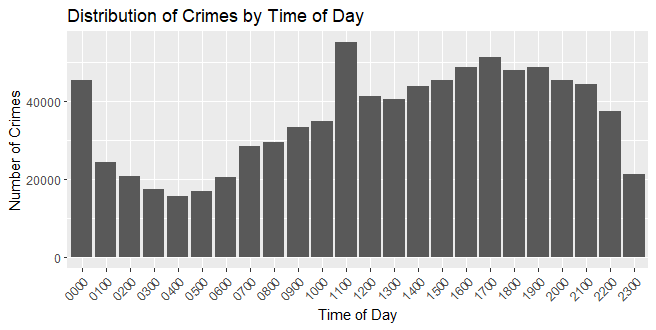 Distribution of Crimes by Time of Day
Number of Crimes
40000
20000
0
0000 0100 0200 0300 0400 0500 0600 0700 0800 0900 1000 1100 1200 1300 1400 1500 1600 1700 1800 1900 2000 2100 2200 2300
Time of Day